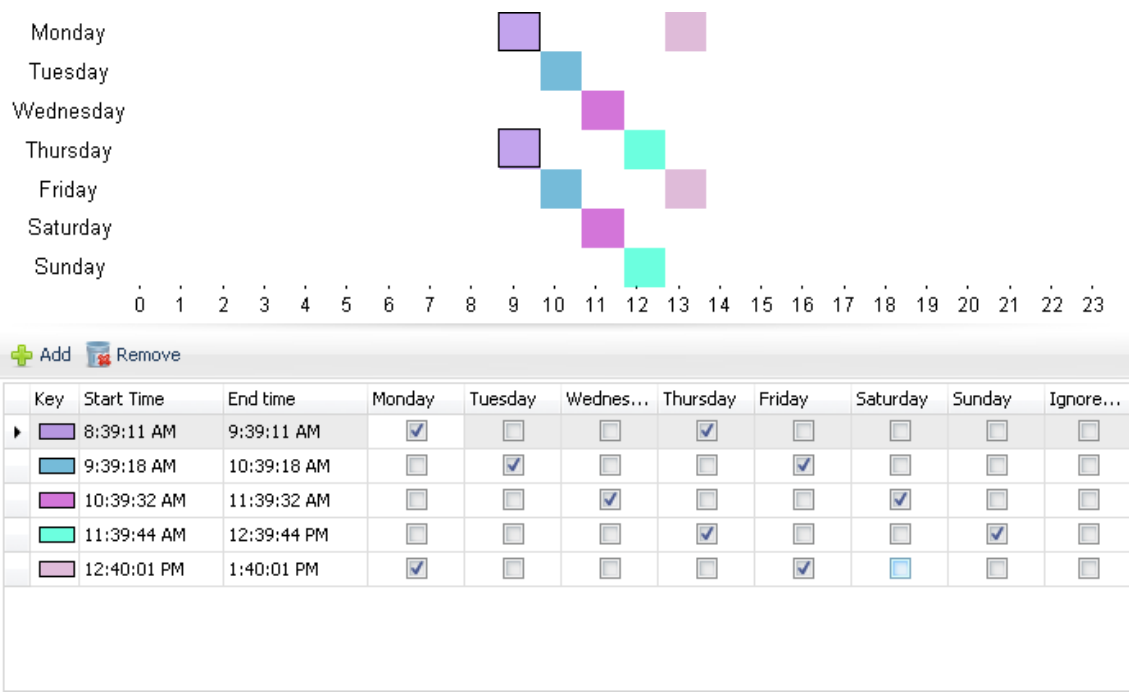 Monday
Tuesday
Wednesday
Thursday
Friday
Saturday
Sunday
0 1 2 3 4 5 6 7 8 9 10 11 12 13 14 15 16 17 18 19 20 21 22 23
Add Remove
Key Start Time End time Monday Tuesday Wednes... Thursday Friday Saturday Sunday Ignore...
8:39:11 AM 9:39:11 AM
9:39:18 AM 10:39:18 AM
10:39:32 AM 11:39:32 AM
11:39:44 AM 12:39:44 PM
12:40:01 PM 1:40:01 PM